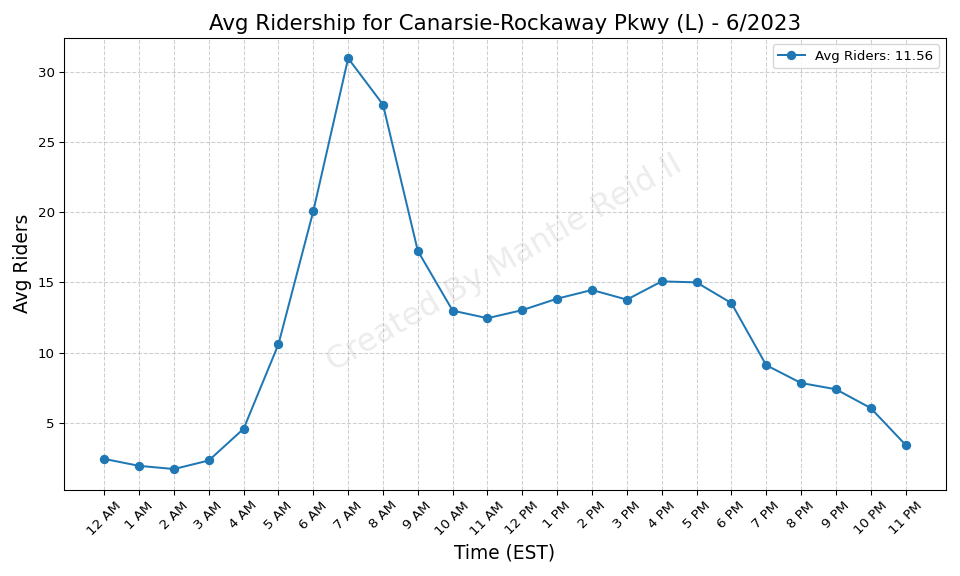 Avg Ridership for Canarsie-Rockaway Pkwy (L) - 6/2023
Avg Riders: 11.56
30
25
20
15
10
5
Avg Riders
Created By Mantie Reid II
12 AM
1 AM
2 AM
3 AM
4 AM
5 AM
6 AM
7 AM
8 AM
9 AM
10 AM
11 AM
12 PM
1 PM
2 PM
3 PM
4 PM
5 PM
6 PM
7 PM
8 PM
9 PM
10 PM
11 PM
Time (EST)